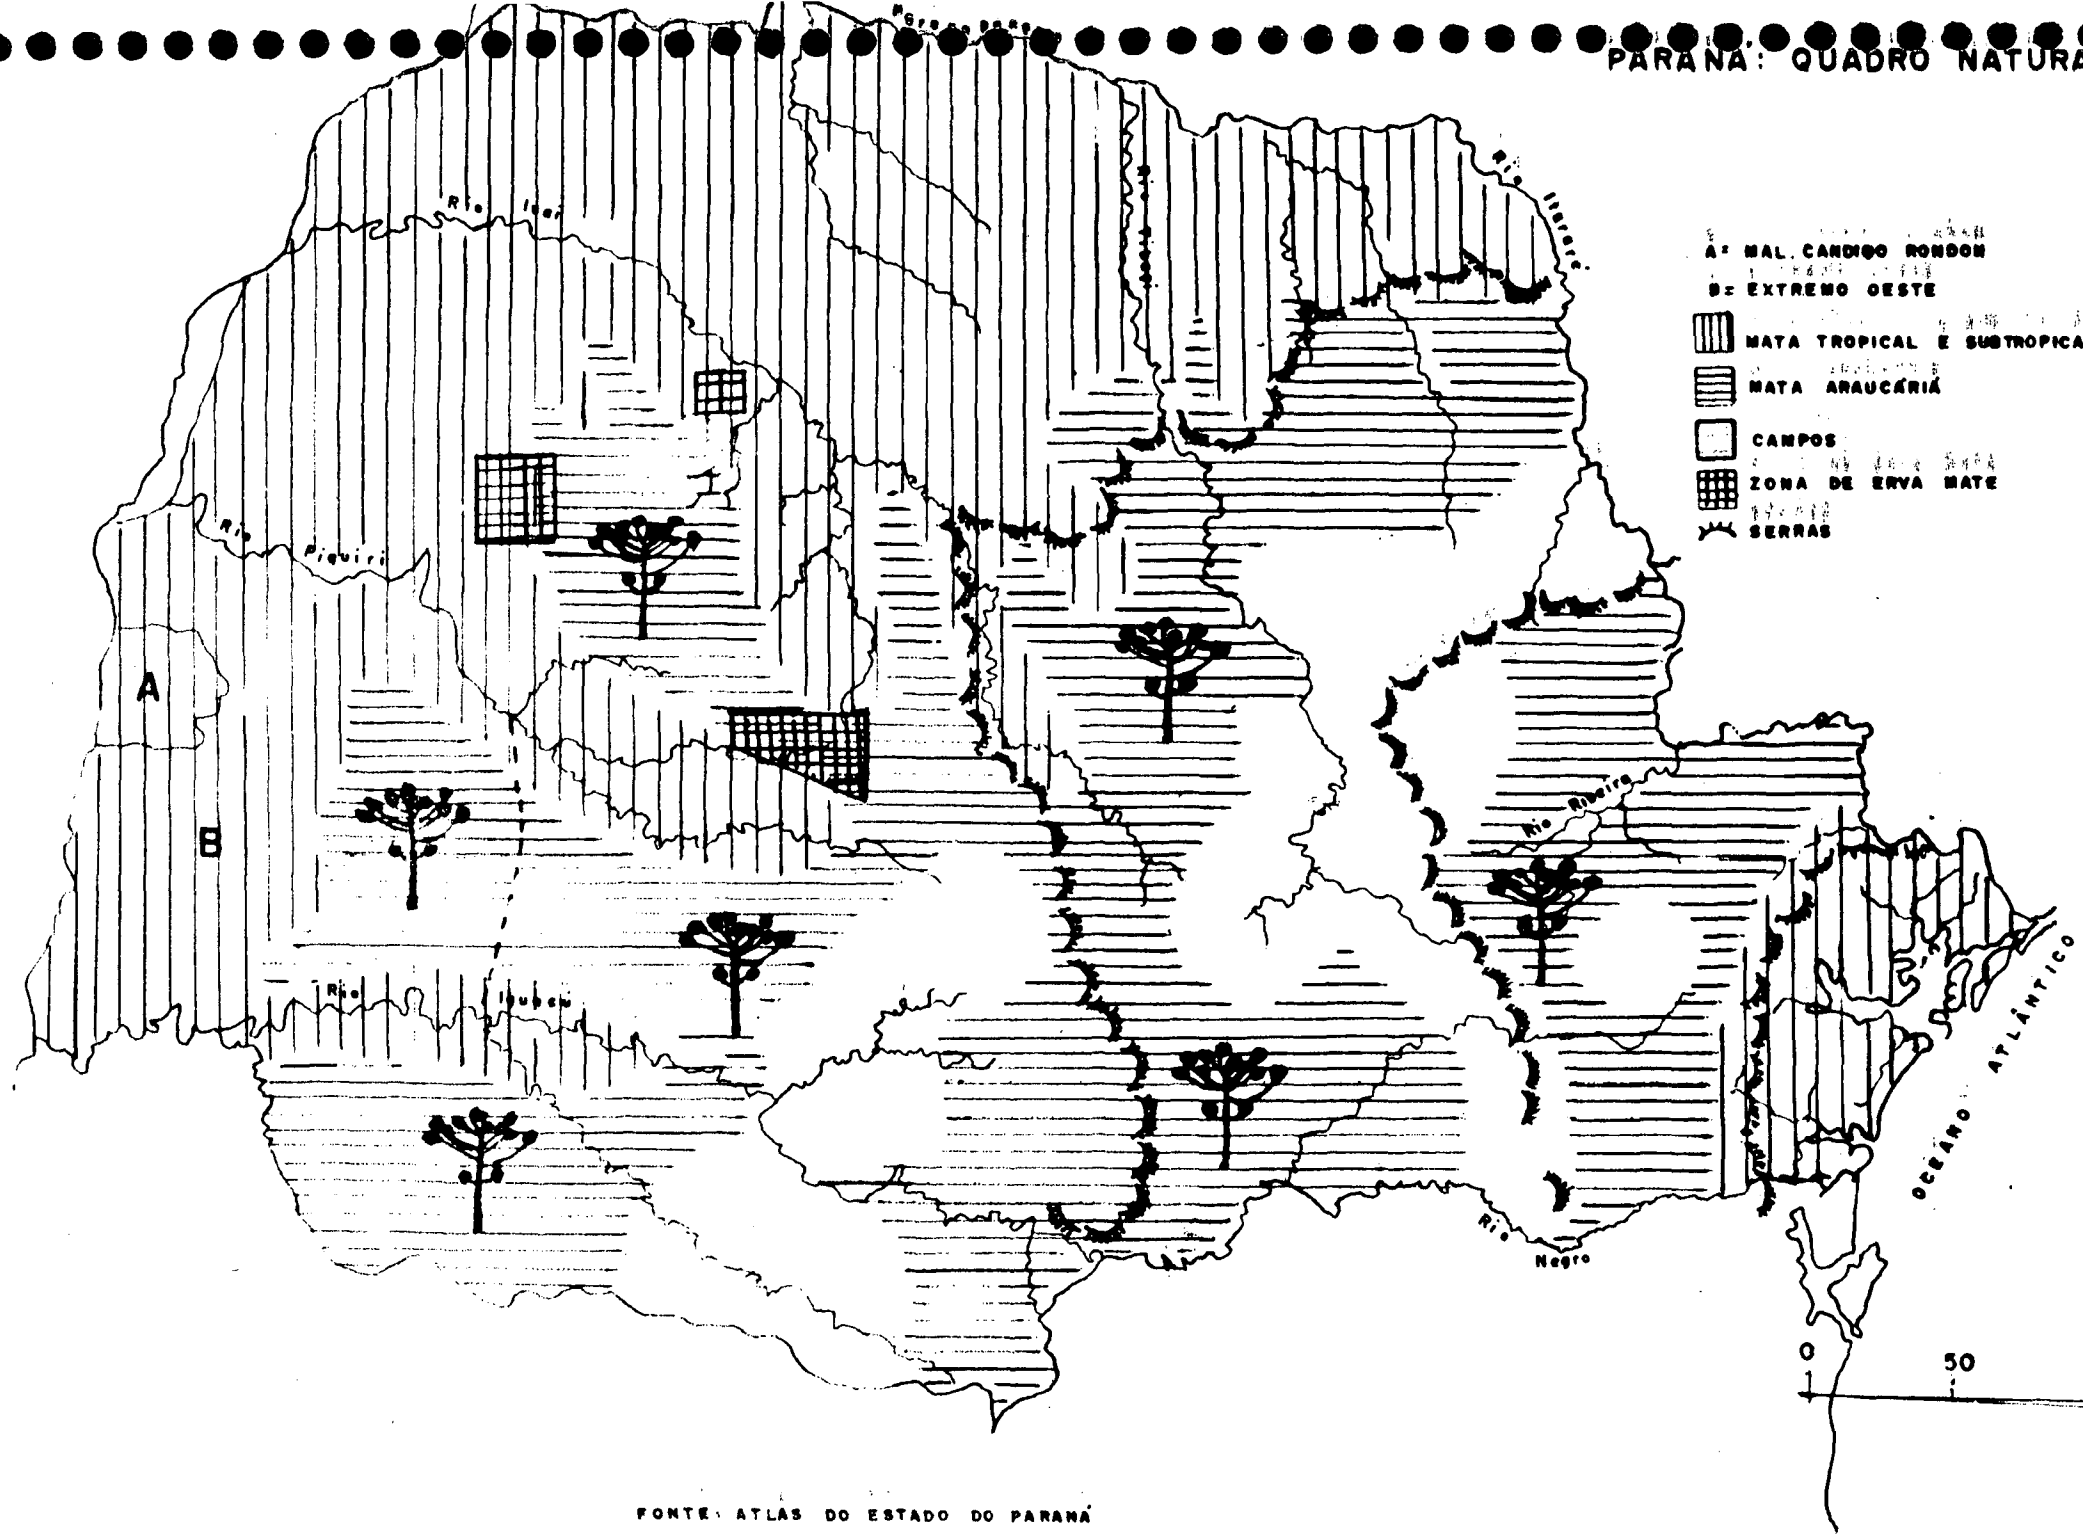 PARANÁ: QUADRO NATURA
Rio Ivaí
Rio Itararé
A= MAL. CANDIDO RONDON
B= EXTREMO OESTE
MATA TROPICAL E SUBTROPICA
MATA ARAUCÁRIA
CAMPOS
ZONA DE ERVA MATE
SERRAS
Rio Piquiri
A
B
Rio Ribeira
Rio Iguaçu
OCEANO ATLÂNTICO
Rio Negro
0 50
FONTE: ATLAS DO ESTADO DO PARANÁ